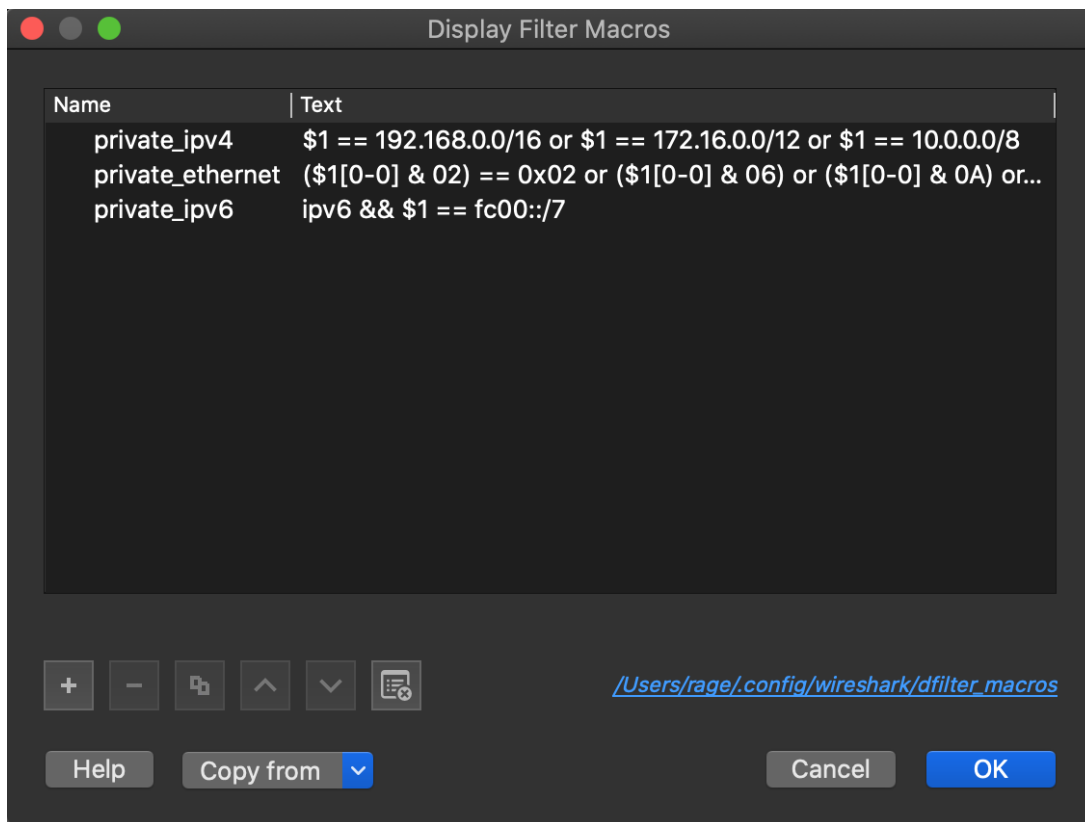 Display Filter Macros
Name Text
private_ipv4 $1 == 192.168.0.0/16 or $1 == 172.16.0.0/12 or $1 == 10.0.0.0/8
private_ethernet ($1[0-0] & 02) == 0x02 or ($1[0-0] & 06) or ($1[0-0] & 0A) or...
private_ipv6 ipv6 && $1 == fc00::/7
/Users/rage/.config/wireshark/dfilter_macros
Help Copy from Cancel OK